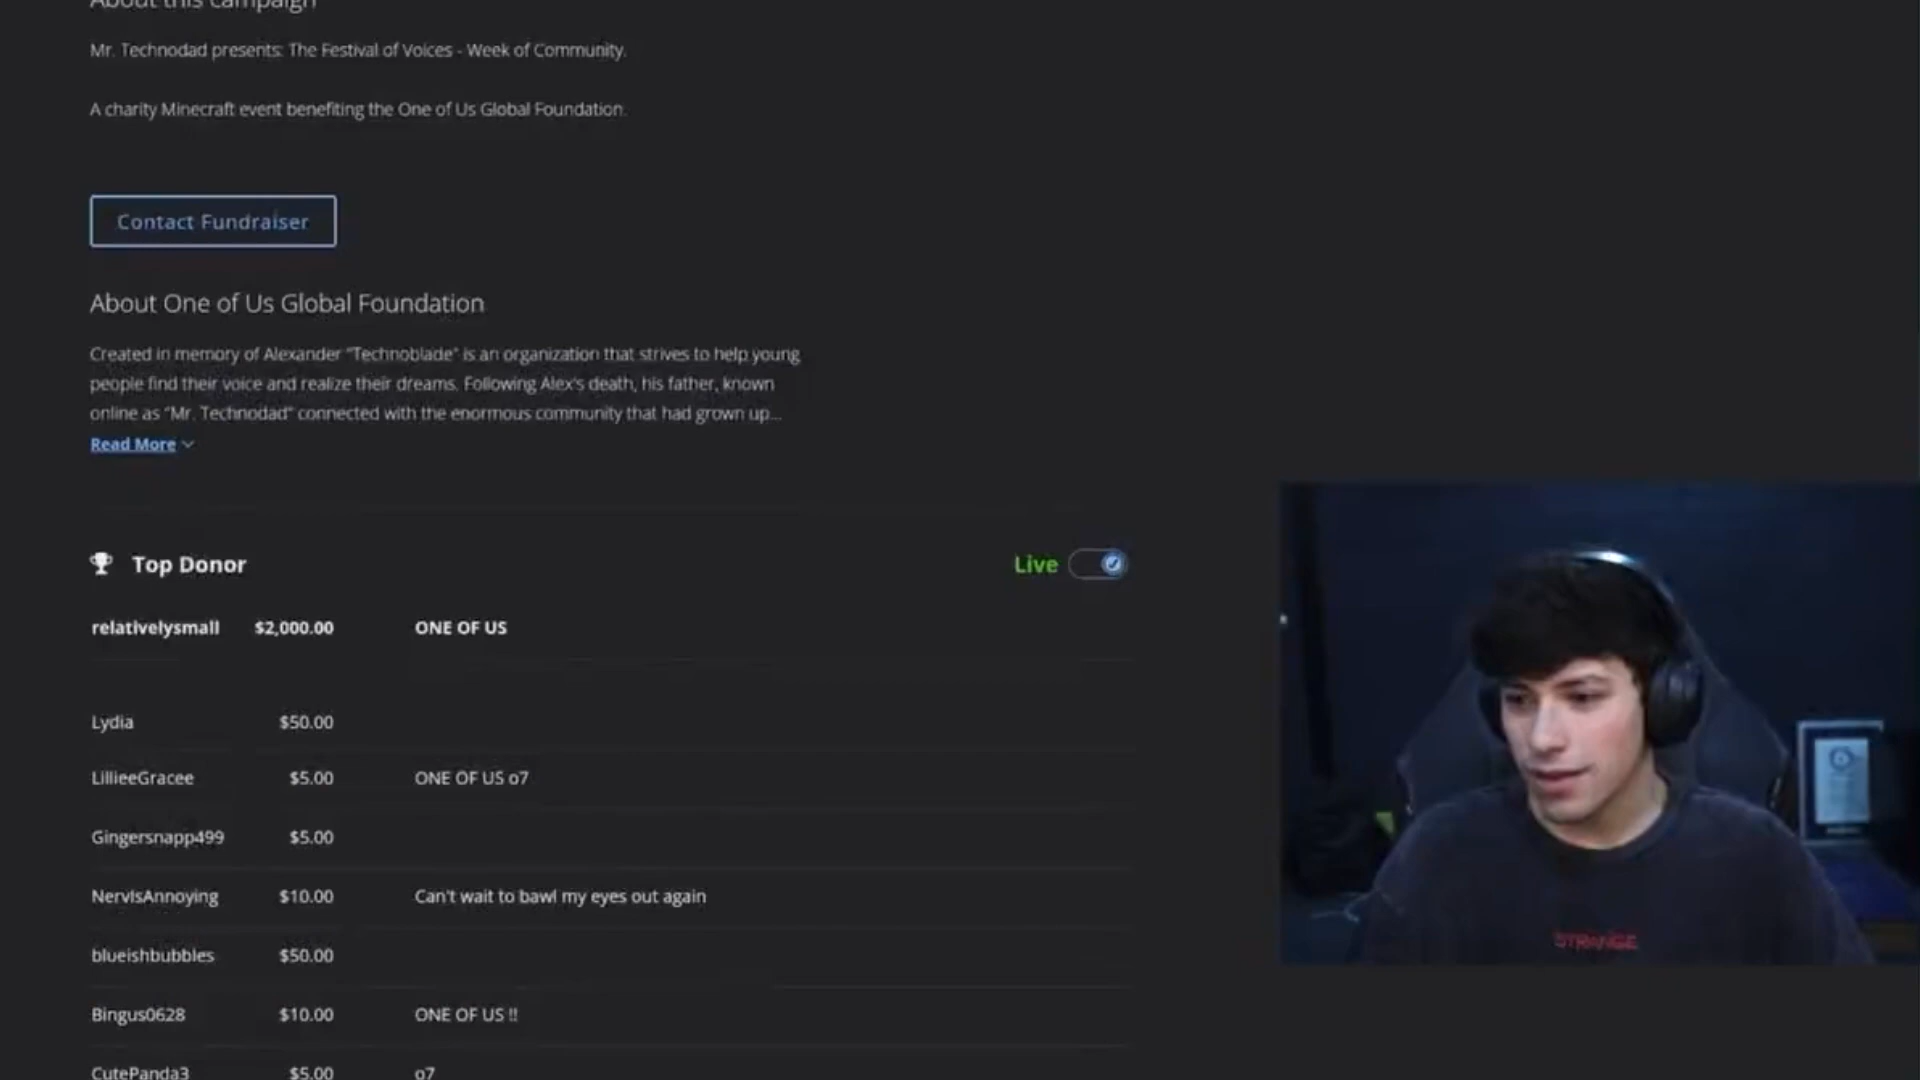 About this campaign
Mr. Technodad presents: The Festival of Voices - Week of Community.
A charity Minecraft event benefiting the One of Us Global Foundation.
Contact Fundraiser
About One of Us Global Foundation
Created in memory of Alexander "Technoblade" is an organization that strives to help young
people find their voice and realize their dreams. Following Alex's death, his father, known
online as "Mr. Technodad" connected with the enormous community that had grown up...
Read More
Top Donor
Live
relativelysmall $2,000.00 ONE OF US
Lydia $50.00
LillieeGracee $5.00 ONE OF US o7
Gingersnapp499 $5.00
NervIsAnnoying $10.00 Can't wait to bawl my eyes out again
blueishbubbles $50.00
Bingus0628 $10.00 ONE OF US !!
CutePanda3 $5.00 o7
STRANGE